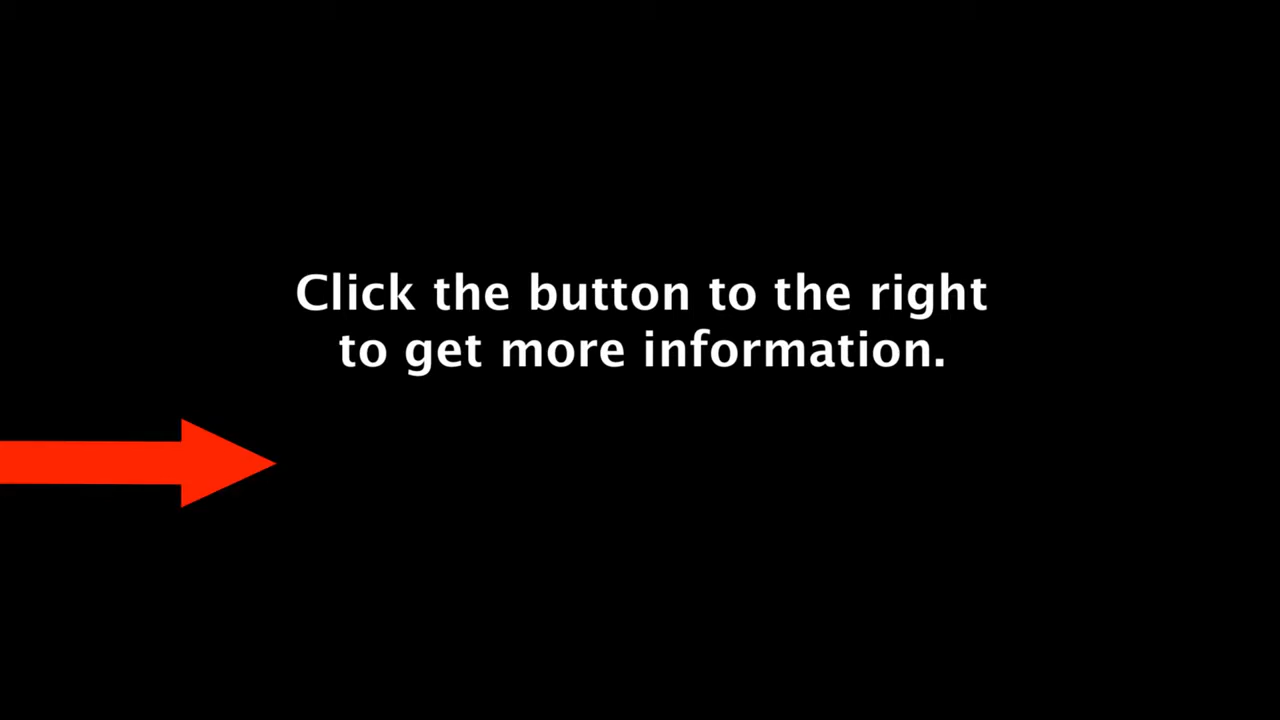 Click the button to the right
to get more information.